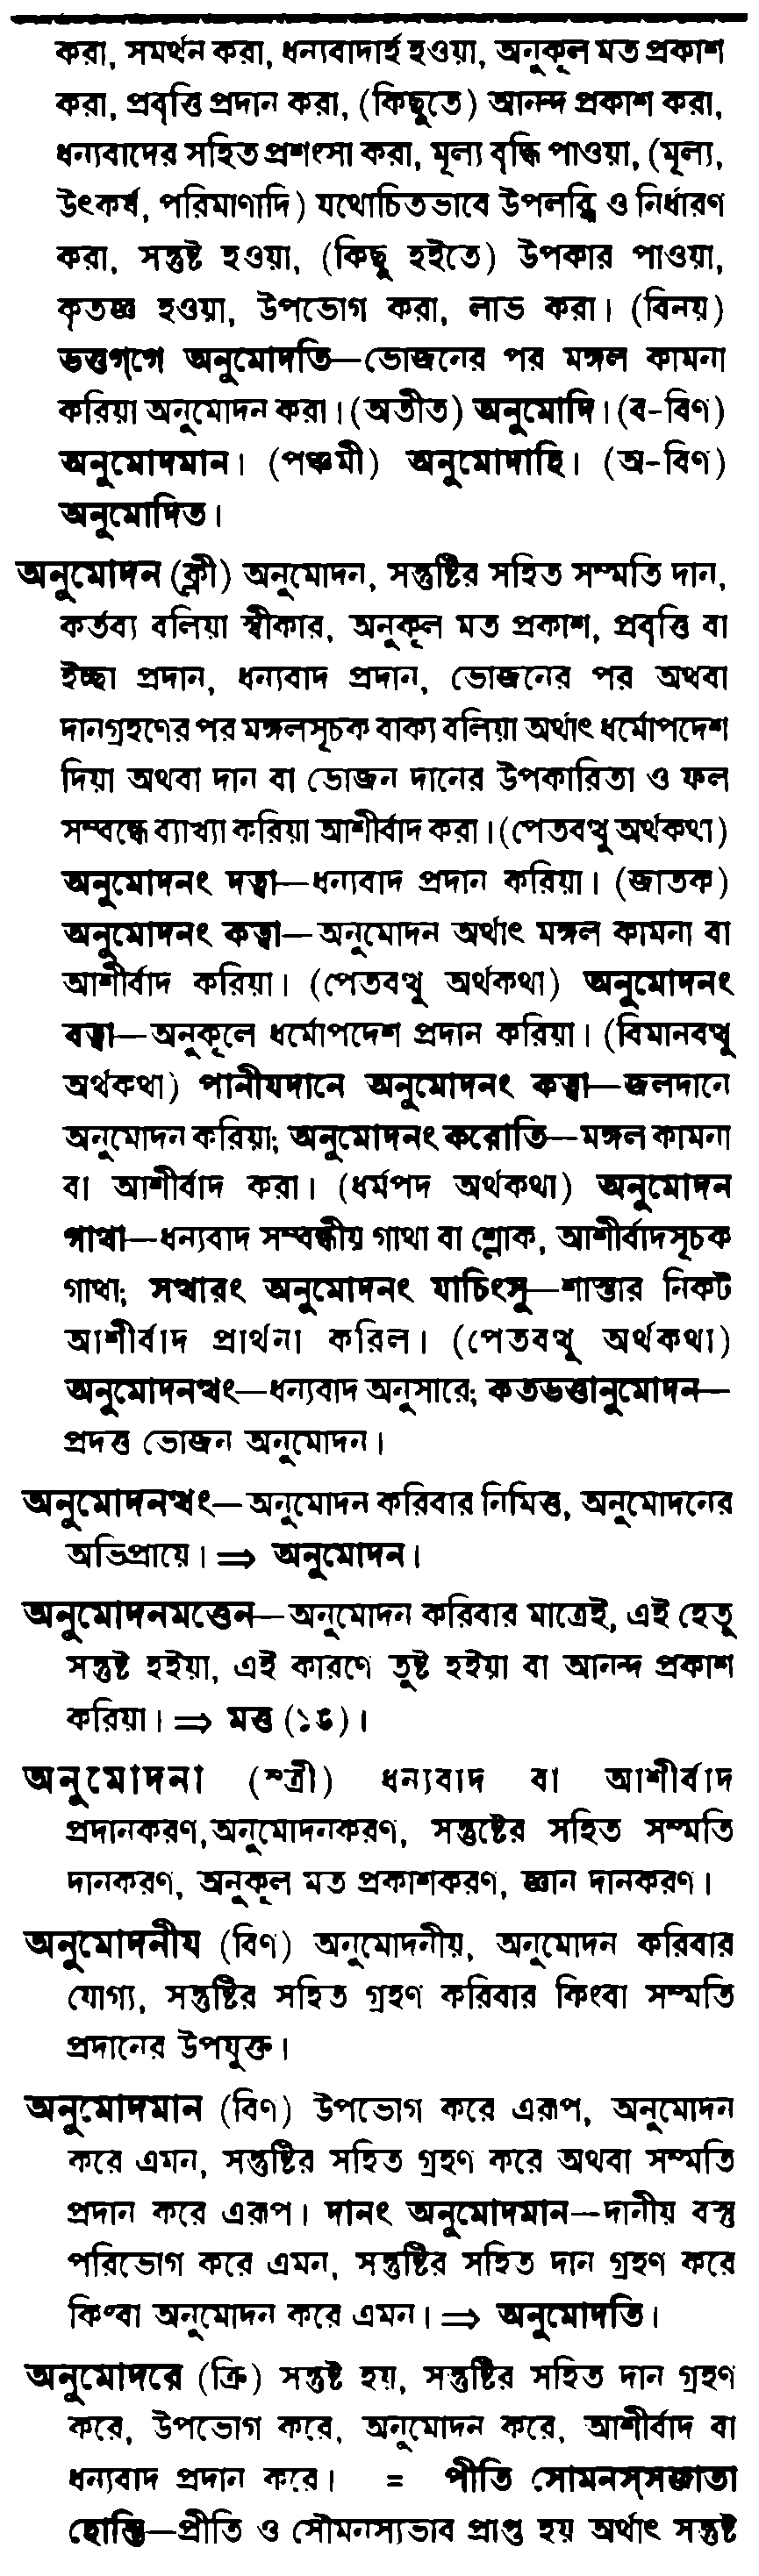 করা, সমর্থন করা, ধন্যবাদার্হ হওয়া, অনুকূল মত প্রকাশ
করা, প্রবৃত্তি প্রদান করা, (কিছুতে) আনন্দ প্রকাশ করা,
ধন্যবাদের সহিত প্রশংসা করা, মূল্য বৃদ্ধি পাওয়া, (মূল্য,
উৎকর্ষ, পরিমাণাদি) যথোচিতভাবে উপলব্ধি ও নির্ধারণ
করা, সন্তুষ্ট হওয়া, (কিছু হইতে) উপকার পাওয়া,
কৃতজ্ঞ হওয়া, উপভোগ করা, লাভ করা। (বিনয়)
ভত্তগ্গে অনুমোদতি—ভোজনের পর মঙ্গল কামনা
করিয়া অনুমোদন করা। (অতীত) অনুমোদি। (ব-বিণ)
অনুমোদমান। (পঞ্চমী) অনুমোদাহি। (অ-বিণ)
অনুমোদিত।
অনুমোদন (ক্লী) অনুমোদন, সন্তুষ্টির সহিত সম্মতি দান,
কর্তব্য বলিয়া স্বীকার, অনুকূল মত প্রকাশ, প্রবৃত্তি বা
ইচ্ছা প্রদান, ধন্যবাদ প্রদান, ভোজনের পর অথবা
দানগ্রহণের পর মঙ্গলসূচক বাক্য বলিয়া অর্থাৎ ধর্মোপদেশ
দিয়া অথবা দান বা ভোজন দানের উপকারিতা ও ফল
সম্বন্ধে ব্যাখ্যা করিয়া আশীর্বাদ করা। (পেতবত্থু অর্থকথা)
অনুমোদনং দত্বা—ধন্যবাদ প্রদান করিয়া। (জাতক)
অনুমোদনং কত্বা—অনুমোদন অর্থাৎ মঙ্গল কামনা বা
আশীর্বাদ করিয়া। (পেতবত্থু অর্থকথা) অনুমোদনং
বত্বা—অনুকূলে ধর্মোপদেশ প্রদান করিয়া। (বিমানবত্থু
অর্থকথা) পানীযদানে অনুমোদনং কত্বা—জলদানে
অনুমোদন করিয়া; অনুমোদনং করোতি—মঙ্গল কামনা
বা আশীর্বাদ করা। (ধর্মপদ অর্থকথা) অনুমোদন
গাথা—ধন্যবাদ সম্বন্ধীয় গাথা বা শ্লোক, আশীর্বাদসূচক
গাথা; সত্থারং অনুমোদনং যাচিংসু—শাস্তার নিকট
আশীর্বাদ প্রার্থনা করিল। (পেতবত্থু অর্থকথা)
অনুমোদনত্থং—ধন্যবাদ অনুসারে; কতভত্তানুমোদন—
প্রদত্ত ভোজন অনুমোদন।
অনুমোদনত্থং—অনুমোদন করিবার নিমিত্ত, অনুমোদনের
অভিপ্রায়ে। ⇒ অনুমোদন।
অনুমোদনমত্তেন—অনুমোদন করিবার মাত্রেই, এই হেতু
সন্তুষ্ট হইয়া, এই কারণে তুষ্ট হইয়া বা আনন্দ প্রকাশ
করিয়া। ⇒ মত্ত (১ঙ)।
অনুমোদনা (স্ত্রী) ধন্যবাদ বা আশীর্বাদ
প্রদানকরণ, অনুমোদনকরণ, সন্তুষ্টের সহিত সম্মতি
দানকরণ, অনুকূল মত প্রকাশকরণ, জ্ঞান দানকরণ।
অনুমোদনীয (বিণ) অনুমোদনীয়, অনুমোদন করিবার
যোগ্য, সন্তুষ্টির সহিত গ্রহণ করিবার কিংবা সম্মতি
প্রদানের উপযুক্ত।
অনুমোদমান (বিণ) উপভোগ করে এরূপ, অনুমোদন
করে এমন, সন্তুষ্টির সহিত গ্রহণ করে অথবা সম্মতি
প্রদান করে এরূপ। দানং অনুমোদমান—দানীয় বস্তু
পরিভোগ করে এমন, সন্তুষ্টির সহিত দান গ্রহণ করে
কিংবা অনুমোদন করে এমন। ⇒ অনুমোদতি।
অনুমোদরে (ক্রি) সন্তুষ্ট হয়, সন্তুষ্টির সহিত দান গ্রহণ
করে, উপভোগ করে, অনুমোদন করে, আশীর্বাদ বা
ধন্যবাদ প্রদান করে। = পীতি সোমনস্সজাতা
হোন্তি—প্রীতি ও সৌমনস্যভাব প্রাপ্ত হয় অর্থাৎ সন্তুষ্ট